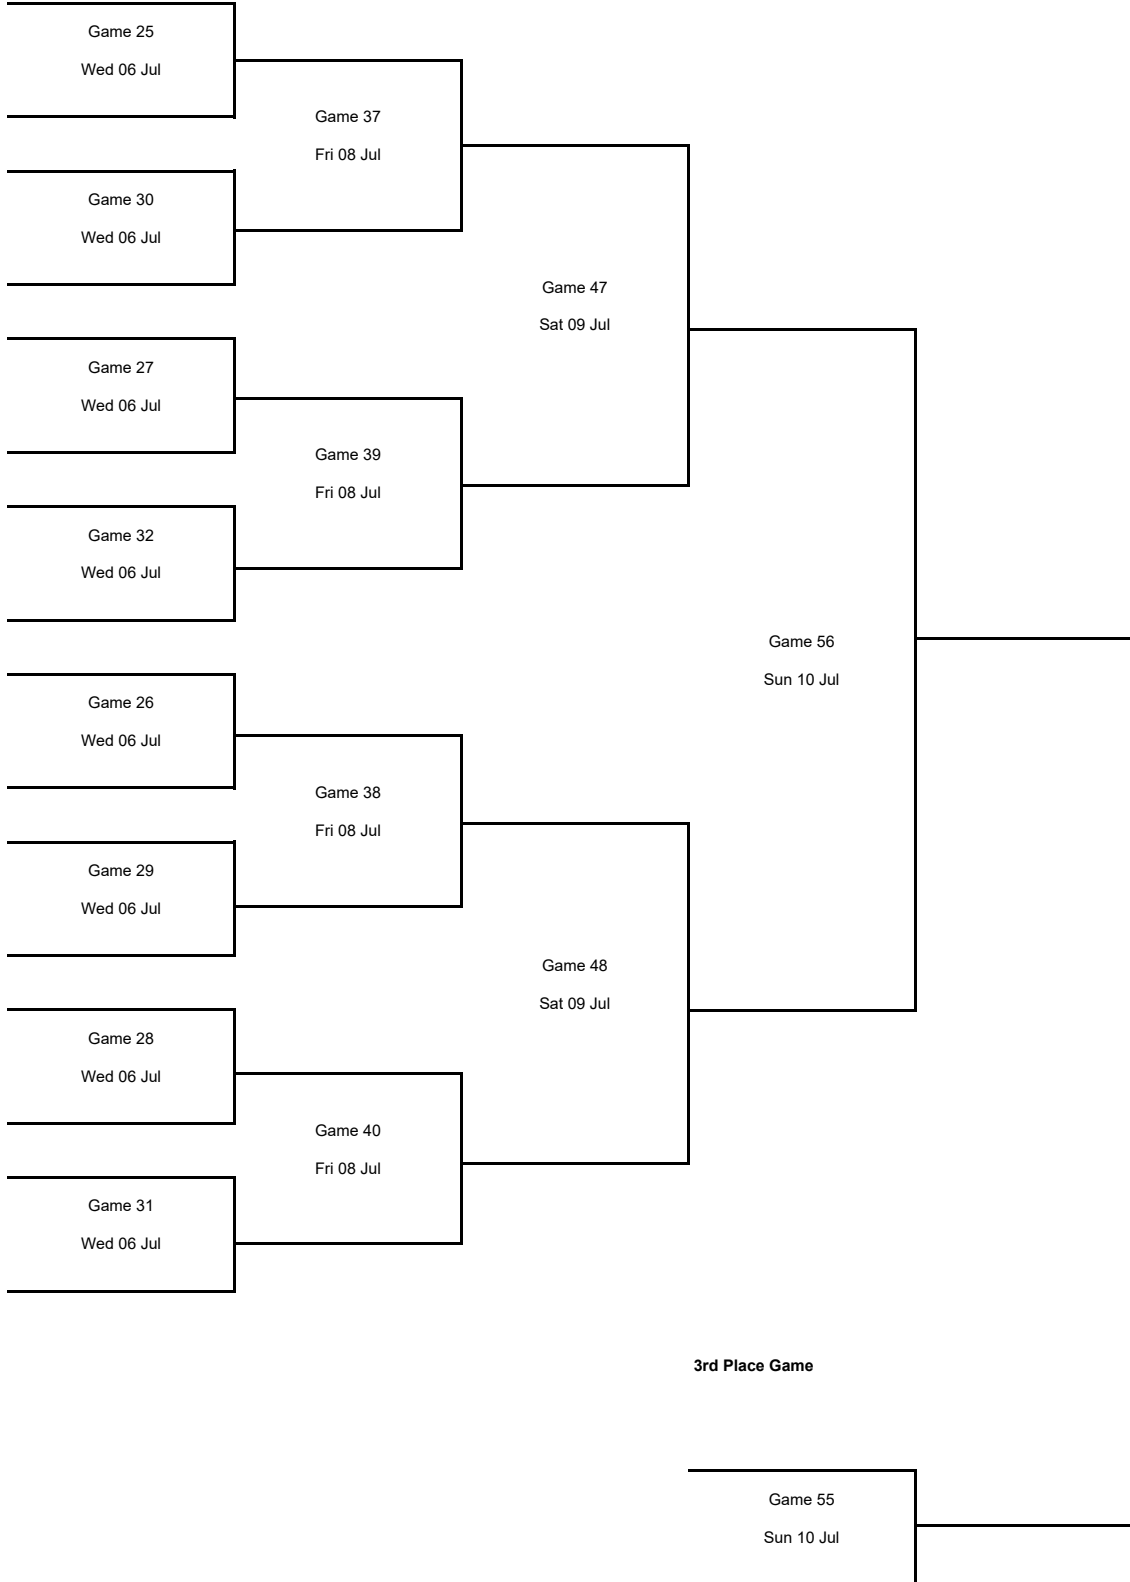 Game 25
Wed 06 Jul
Game 37
Fri 08 Jul
Game 30
Wed 06 Jul
Game 47
Sat 09 Jul
Game 27
Wed 06 Jul
Game 39
Fri 08 Jul
Game 32
Wed 06 Jul
Game 56
Sun 10 Jul
Game 26
Wed 06 Jul
Game 38
Fri 08 Jul
Game 29
Wed 06 Jul
Game 48
Sat 09 Jul
Game 28
Wed 06 Jul
Game 40
Fri 08 Jul
Game 31
Wed 06 Jul
3rd Place Game
Game 55
Sun 10 Jul